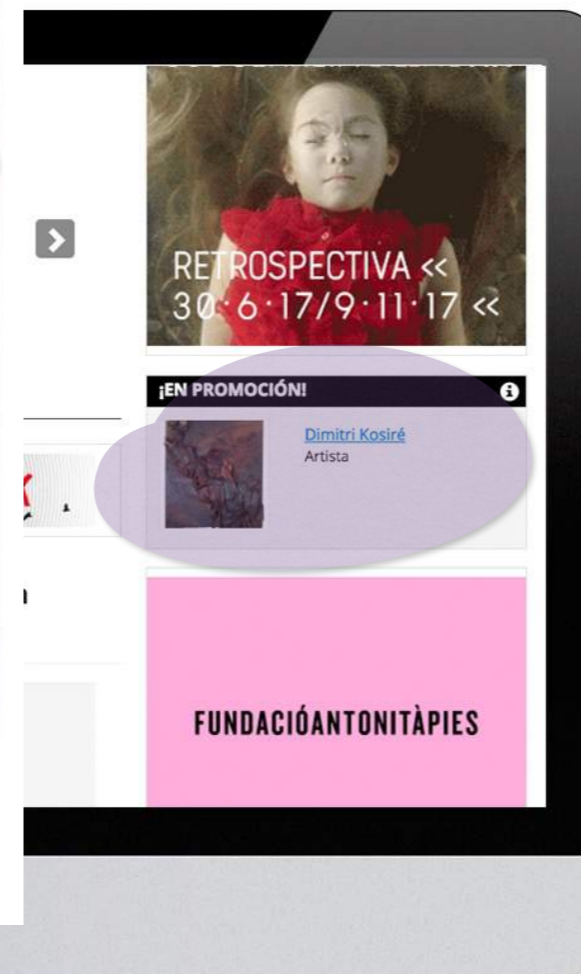 RETROSPECTIVA <<
30·6·17/9·11·17 <<
¡EN PROMOCIÓN!
Dimitri Kosiré
Artista
FUNDACIÓANTONITÀPIES